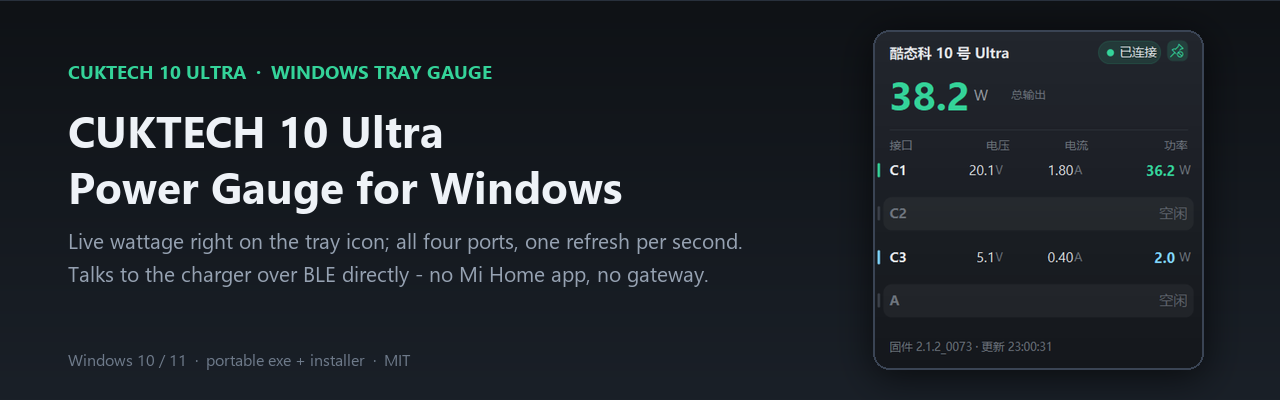 CUKTECH 10 ULTRA · WINDOWS TRAY GAUGE
CUKTECH 10 Ultra
Power Gauge for Windows
Live wattage right on the tray icon; all four ports, one refresh per second.
Talks to the charger over BLE directly - no Mi Home app, no gateway.
Windows 10 / 11 · portable exe + installer · MIT
酷态科 10 号 Ultra 已连接
38.2 W 总输出
接口 电压 电流 功率
C1 20.1V 1.80A 36.2 W
C2 空闲
C3 5.1V 0.40A 2.0 W
A 空闲
固件 2.1.2_0073 · 更新 23:00:31